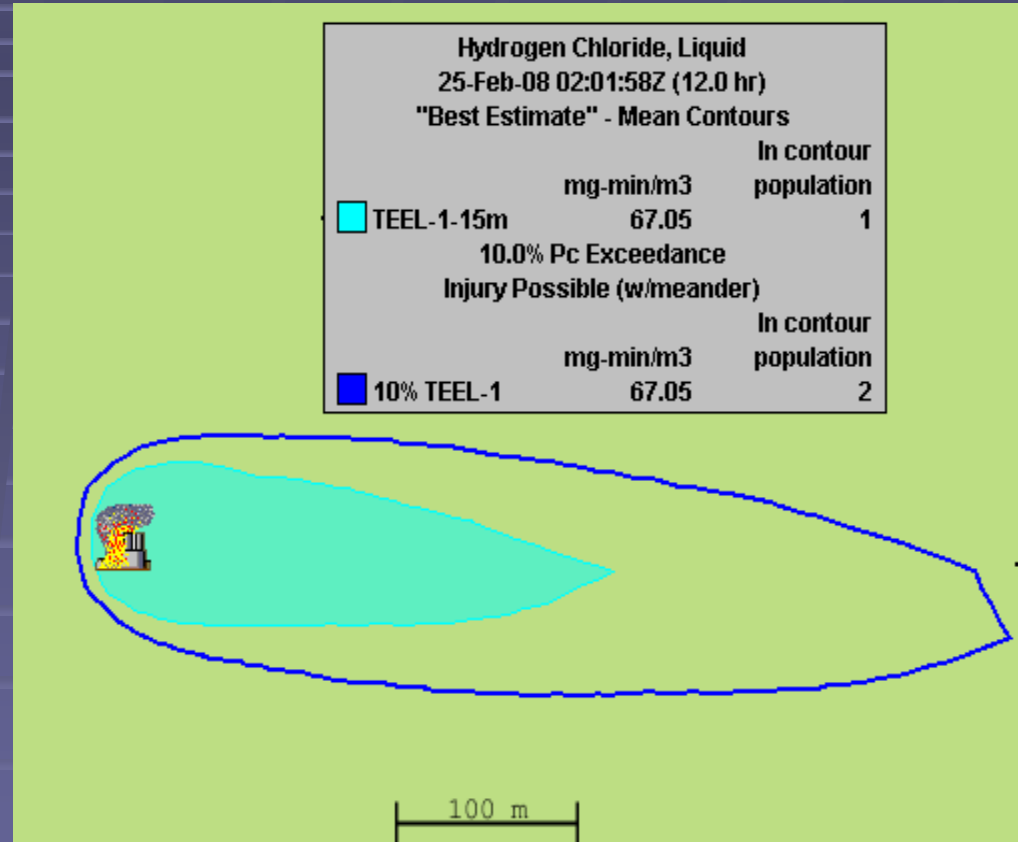 Hydrogen Chloride, Liquid
25-Feb-08 02:01:58Z (12.0 hr)
"Best Estimate" - Mean Contours
In contour
mg-min/m3 population
TEEL-1-15m 67.05 1
10.0% Pc Exceedance
Injury Possible (w/meander)
In contour
mg-min/m3 population
10% TEEL-1 67.05 2
100 m